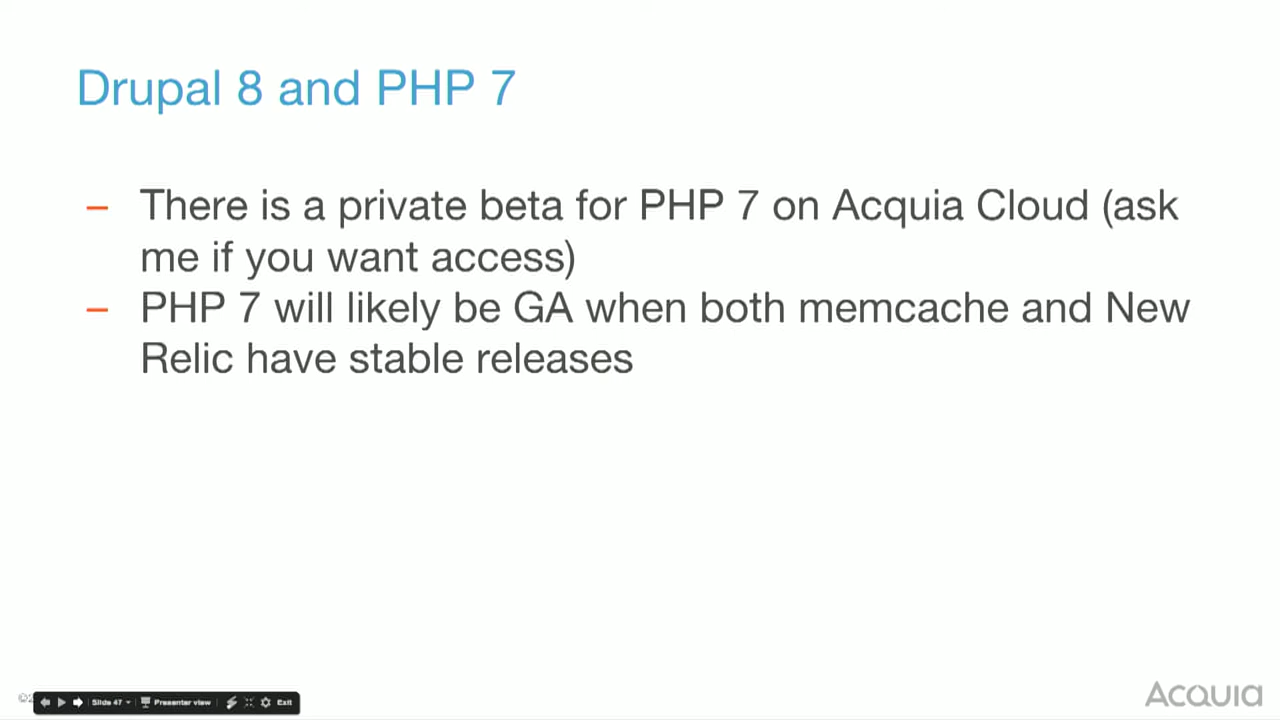 Drupal 8 and PHP 7
– There is a private beta for PHP 7 on Acquia Cloud (ask
me if you want access)
– PHP 7 will likely be GA when both memcache and New
Relic have stable releases
Slide 47 Presenter view Exit
Acquia